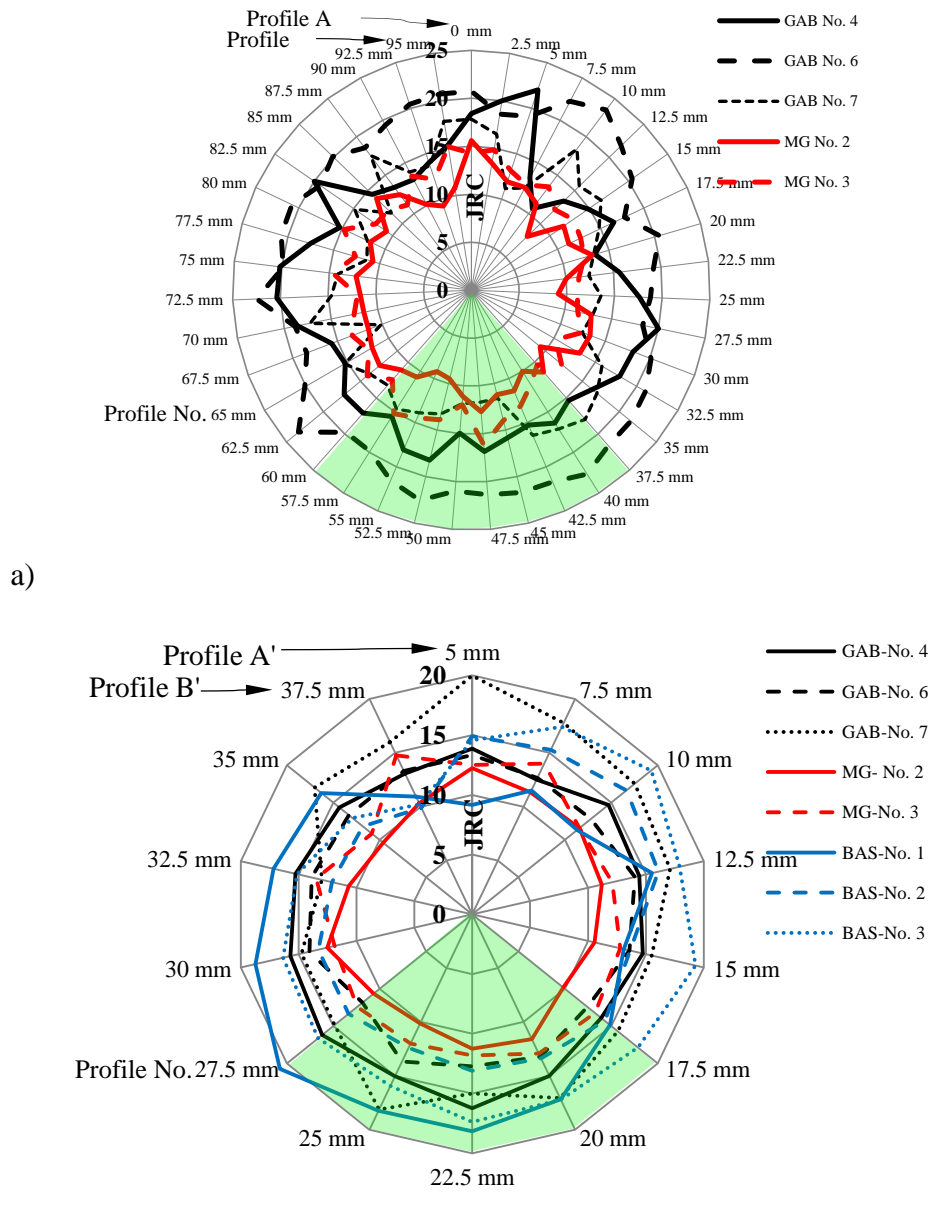 Profile A
Profile
0 mm
2.5 mm
5 mm
7.5 mm
10 mm
12.5 mm
15 mm
17.5 mm
20 mm
22.5 mm
25 mm
27.5 mm
30 mm
32.5 mm
35 mm
37.5 mm
40 mm
42.5 mm
45 mm
47.5 mm
50 mm
52.5 mm
55 mm
57.5 mm
60 mm
62.5 mm
Profile No. 65 mm
67.5 mm
70 mm
72.5 mm
75 mm
77.5 mm
80 mm
82.5 mm
85 mm
87.5 mm
90 mm
92.5 mm
95 mm
25
20
15
10
5
0
JRC
GAB No. 4
GAB No. 6
GAB No. 7
MG No. 2
MG No. 3
a)
Profile A'
Profile B'
5 mm
7.5 mm
10 mm
12.5 mm
15 mm
17.5 mm
20 mm
22.5 mm
25 mm
Profile No. 27.5 mm
30 mm
32.5 mm
35 mm
37.5 mm
20
15
10
5
0
JRC
GAB-No. 4
GAB-No. 6
GAB-No. 7
MG- No. 2
MG-No. 3
BAS-No. 1
BAS-No. 2
BAS-No. 3